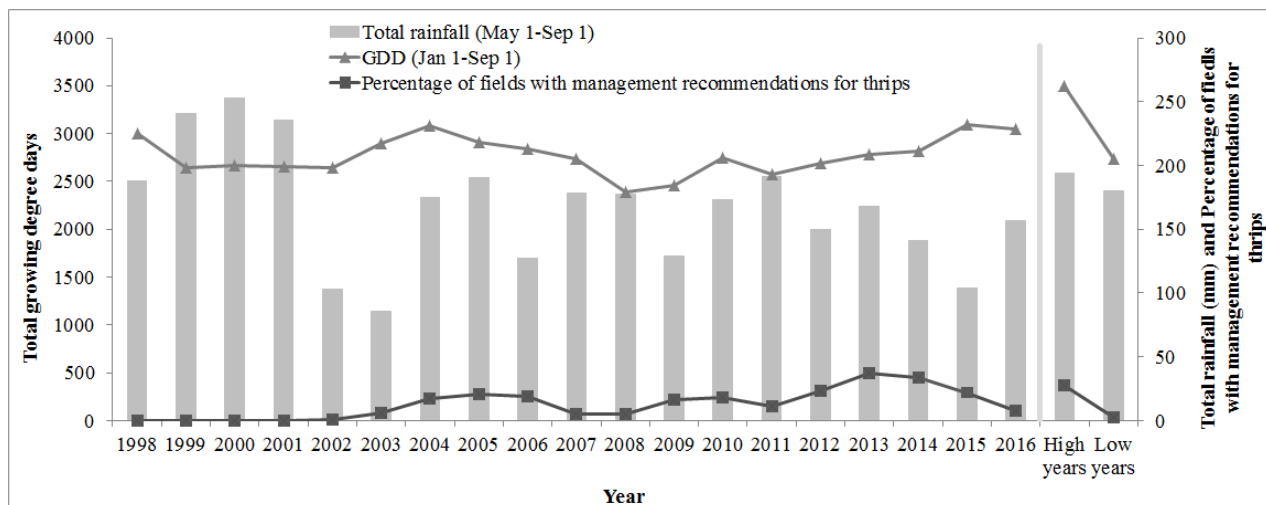 Total rainfall (May 1-Sep 1)
GDD (Jan 1-Sep 1)
Percentage of fields with management recommendations for thrips
Total growing degree days
4000
3500
3000
2500
2000
1500
1000
500
0
300
250
200
150
100
50
0
Total rainfall (mm) and Percentage of fiedls
with management recommendations for
thrips
1998 1999 2000 2001 2002 2003 2004 2005 2006 2007 2008 2009 2010 2011 2012 2013 2014 2015 2016 High Low
years years
Year